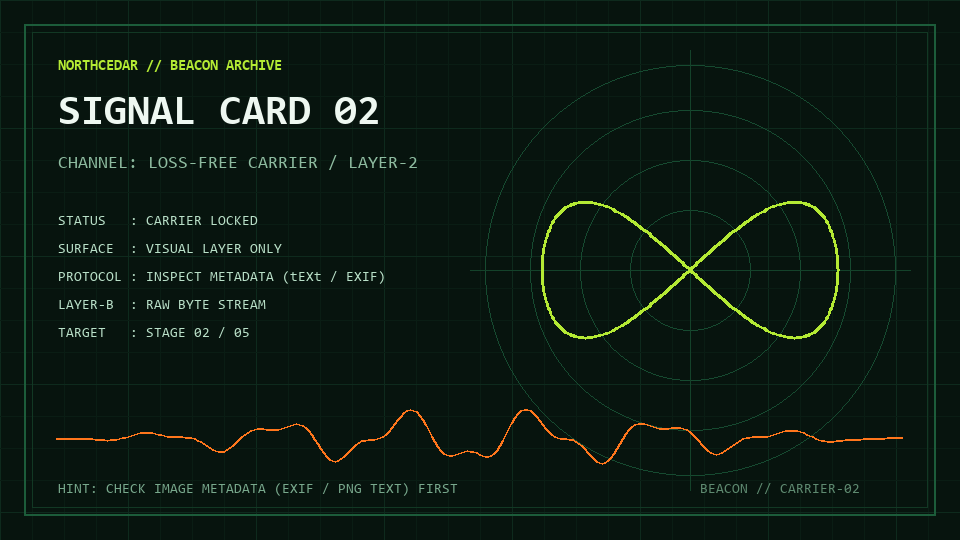 NORTHCEDAR // BEACON ARCHIVE
SIGNAL CARD 02
CHANNEL: LOSS-FREE CARRIER / LAYER-2
STATUS : CARRIER LOCKED
SURFACE : VISUAL LAYER ONLY
PROTOCOL : INSPECT METADATA (tEXt / EXIF)
LAYER-B : RAW BYTE STREAM
TARGET : STAGE 02 / 05
HINT: CHECK IMAGE METADATA (EXIF / PNG TEXT) FIRST
BEACON // CARRIER-02